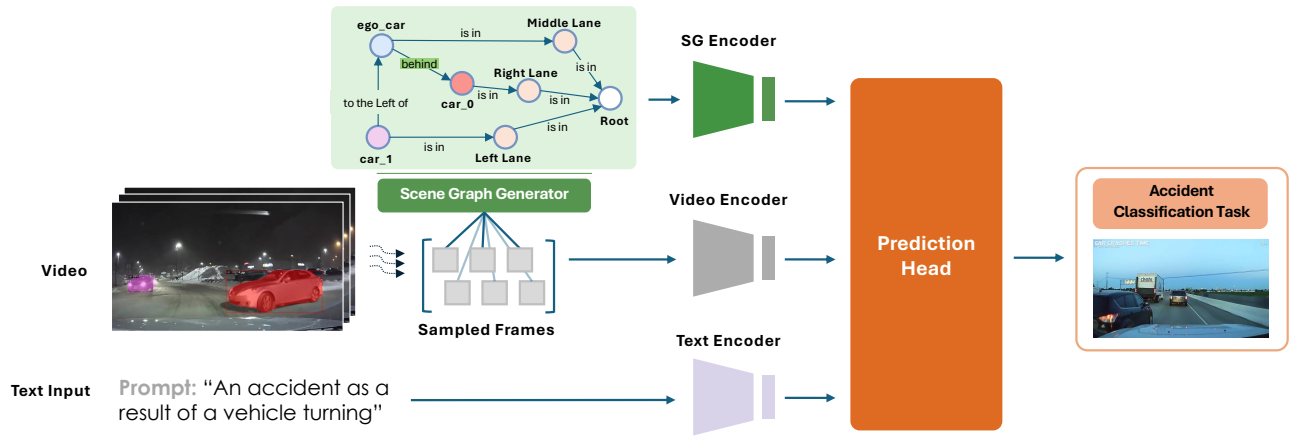 ego_car
is in
Middle Lane
behind
is in
Right Lane
to the Left of
car_0
is in
is in
Root
car_1
is in
Left Lane
is in
SG Encoder
Scene Graph Generator
Video Encoder
Accident
Classification Task
Prediction
Head
Video
Sampled Frames
Text Encoder
Text Input
Prompt: “An accident as a
result of a vehicle turning”